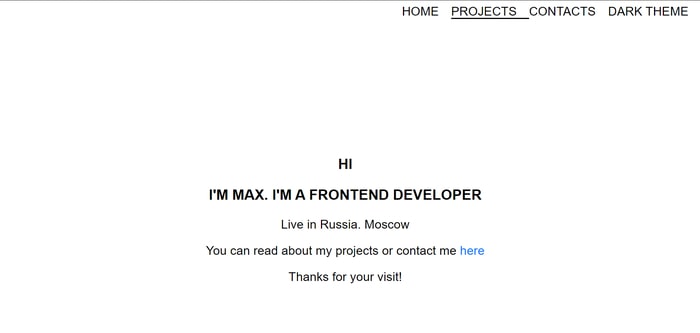 HOME PROJECTS CONTACTS DARK THEME
HI
I'M MAX. I'M A FRONTEND DEVELOPER
Live in Russia. Moscow
You can read about my projects or contact me here
Thanks for your visit!